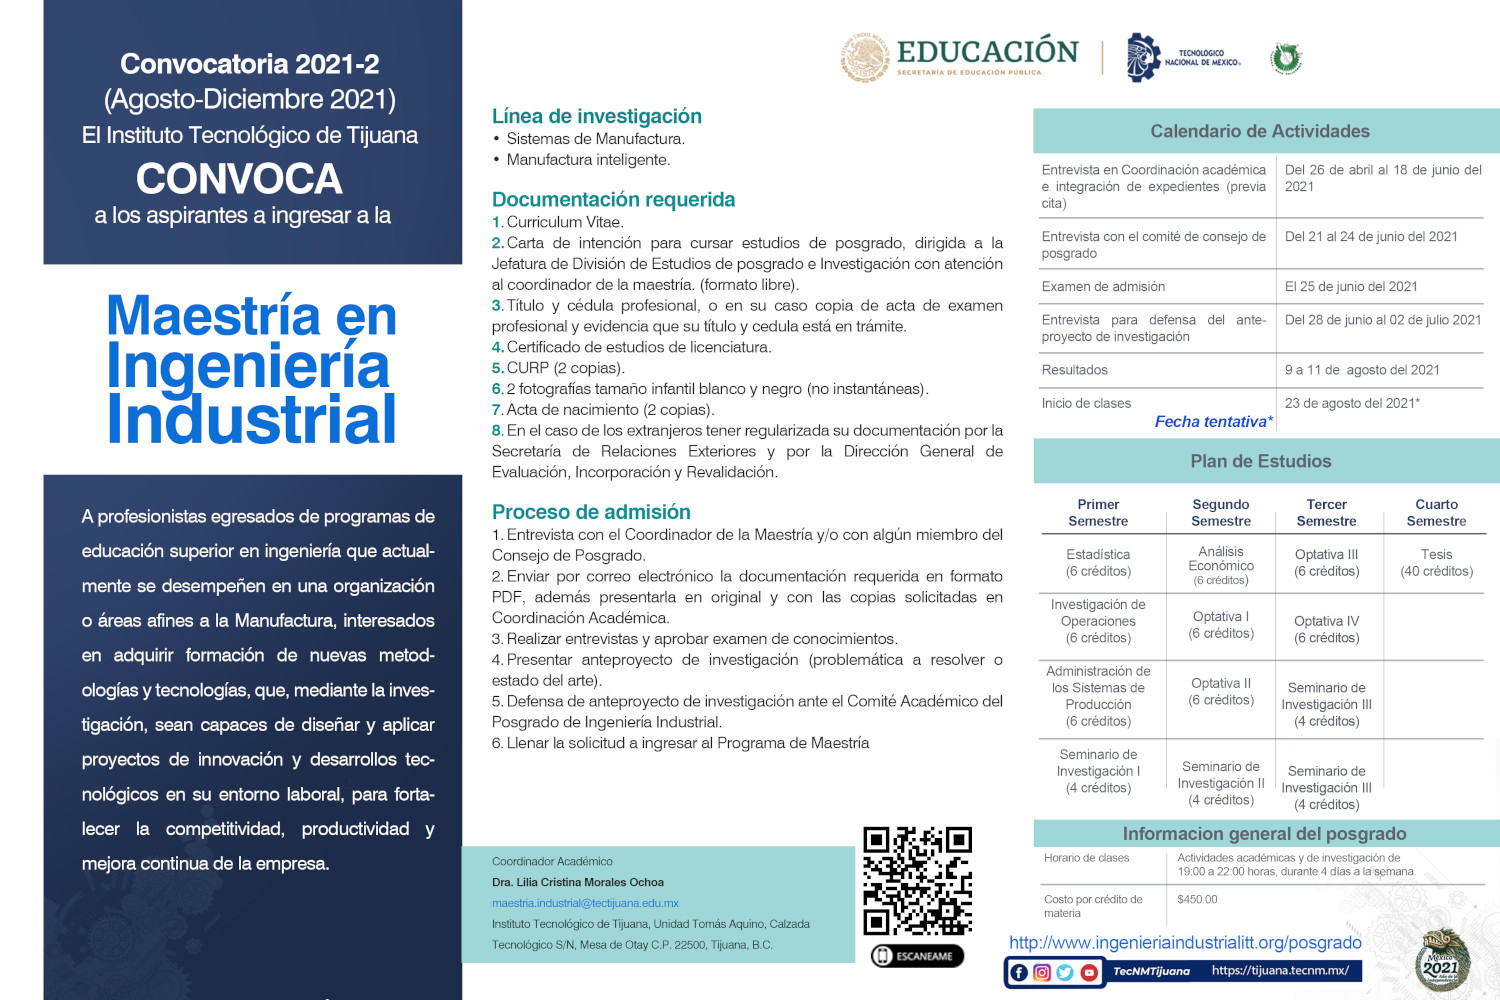 Convocatoria 2021-2
(Agosto-Diciembre 2021)
El Instituto Tecnológico de Tijuana
CONVOCA
a los aspirantes a ingresar a la
Maestría en
Ingeniería
Industrial
A profesionistas egresados de programas de
educación superior en ingeniería que actual-
mente se desempeñen en una organización
o áreas afines a la Manufactura, interesados
en adquirir formación de nuevas metod-
ologías y tecnologías, que, mediante la inves-
tigación, sean capaces de diseñar y aplicar
proyectos de innovación y desarrollos tec-
nológicos en su entorno laboral, para forta-
lecer la competitividad, productividad y
mejora continua de la empresa.
EDUCACIÓN
SECRETARÍA DE EDUCACIÓN PÚBLICA
TECNOLÓGICO
NACIONAL DE MÉXICO®
Línea de investigación
• Sistemas de Manufactura.
• Manufactura inteligente.
Documentación requerida
1. Curriculum Vitae.
2. Carta de intención para cursar estudios de posgrado, dirigida a la
Jefatura de División de Estudios de posgrado e Investigación con atención
al coordinador de la maestría. (formato libre).
3. Título y cédula profesional, o en su caso copia de acta de examen
profesional y evidencia que su título y cedula está en trámite.
4. Certificado de estudios de licenciatura.
5. CURP (2 copias).
6. 2 fotografías tamaño infantil blanco y negro (no instantáneas).
7. Acta de nacimiento (2 copias).
8. En el caso de los extranjeros tener regularizada su documentación por la
Secretaría de Relaciones Exteriores y por la Dirección General de
Evaluación, Incorporación y Revalidación.
Proceso de admisión
1. Entrevista con el Coordinador de la Maestría y/o con algún miembro del
Consejo de Posgrado.
2. Enviar por correo electrónico la documentación requerida en formato
PDF, además presentarla en original y con las copias solicitadas en
Coordinación Académica.
3. Realizar entrevistas y aprobar examen de conocimientos.
4. Presentar anteproyecto de investigación (problemática a resolver o
estado del arte).
5. Defensa de anteproyecto de investigación ante el Comité Académico del
Posgrado de Ingeniería Industrial.
6. Llenar la solicitud a ingresar al Programa de Maestría
Coordinador Académico
Dra. Lilia Cristina Morales Ochoa
maestria.industrial@tectijuana.edu.mx
Instituto Tecnológico de Tijuana, Unidad Tomás Aquino, Calzada
Tecnológico S/N, Mesa de Otay C.P. 22500, Tijuana, B.C.
ESCANEAME
Calendario de Actividades
Entrevista en Coordinación académica
e integración de expedientes (previa
cita)
Del 26 de abril al 18 de junio del
2021
Entrevista con el comité de consejo de
posgrado
Del 21 al 24 de junio del 2021
Examen de admisión
El 25 de junio del 2021
Entrevista para defensa del ante-
proyecto de investigación
Del 28 de junio al 02 de julio 2021
Resultados
9 a 11 de agosto del 2021
Inicio de clases
23 de agosto del 2021*
Fecha tentativa*
Plan de Estudios
Primer
Semestre
Segundo
Semestre
Tercer
Semestre
Cuarto
Semestre
Estadística
(6 créditos)
Análisis
Económico
(6 créditos)
Optativa III
(6 créditos)
Tesis
(40 créditos)
Investigación de
Operaciones
(6 créditos)
Optativa I
(6 créditos)
Optativa IV
(6 créditos)
Administración de
los Sistemas de
Producción
(6 créditos)
Optativa II
(6 créditos)
Seminario de
Investigación III
(4 créditos)
Seminario de
Investigación I
(4 créditos)
Seminario de
Investigación II
(4 créditos)
Seminario de
Investigación III
(4 créditos)
Informacion general del posgrado
Horario de clases
Actividades académicas y de investigación de
19:00 a 22:00 horas, durante 4 días a la semana.
Costo por crédito de
materia
$450.00
http://www.ingenieriaindustrialitt.org/posgrado
TecNMTijuana
https://tijuana.tecnm.mx/
México
2021